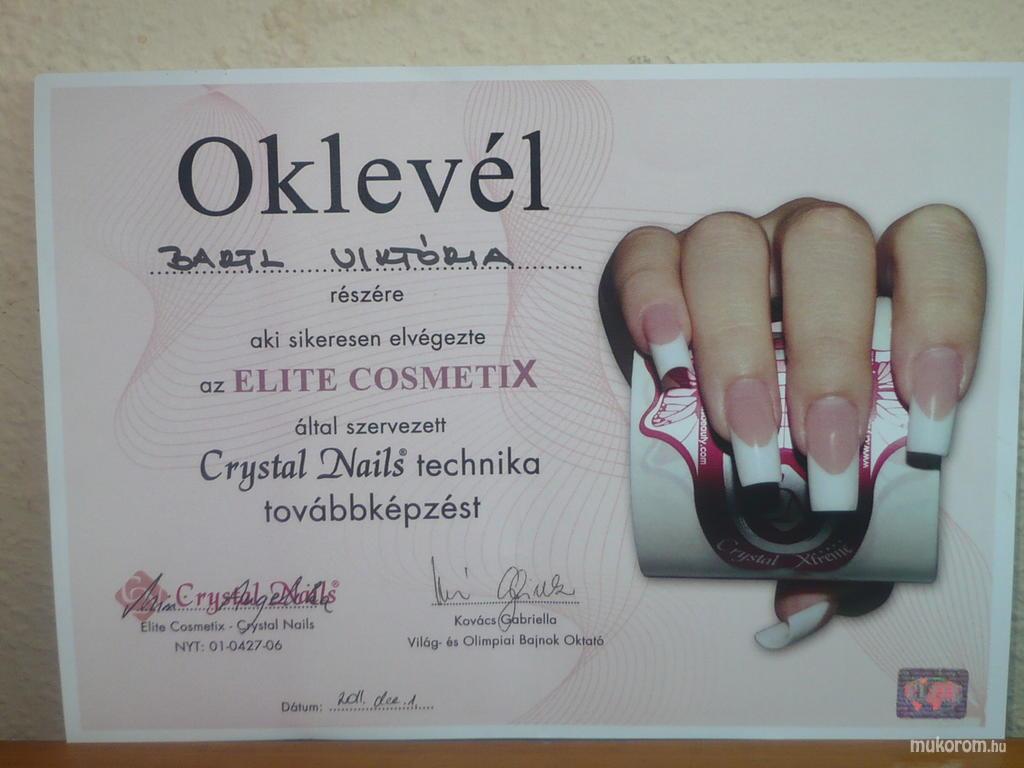 Oklevél
BARTL VIKTÓRIA
részére
aki sikeresen elvégezte
az ELITE COSMETIX
által szervezett
Crystal Nails® technika
továbbképzést
Crystal Nails®
Elite Cosmetix - Crystal Nails
NYT: 01-0427-06
Kovács Gabriella
Világ- és Olimpiai Bajnok Oktató
Dátum: 2011. dec. 1.
Crystal Xtreme
mukorom.hu